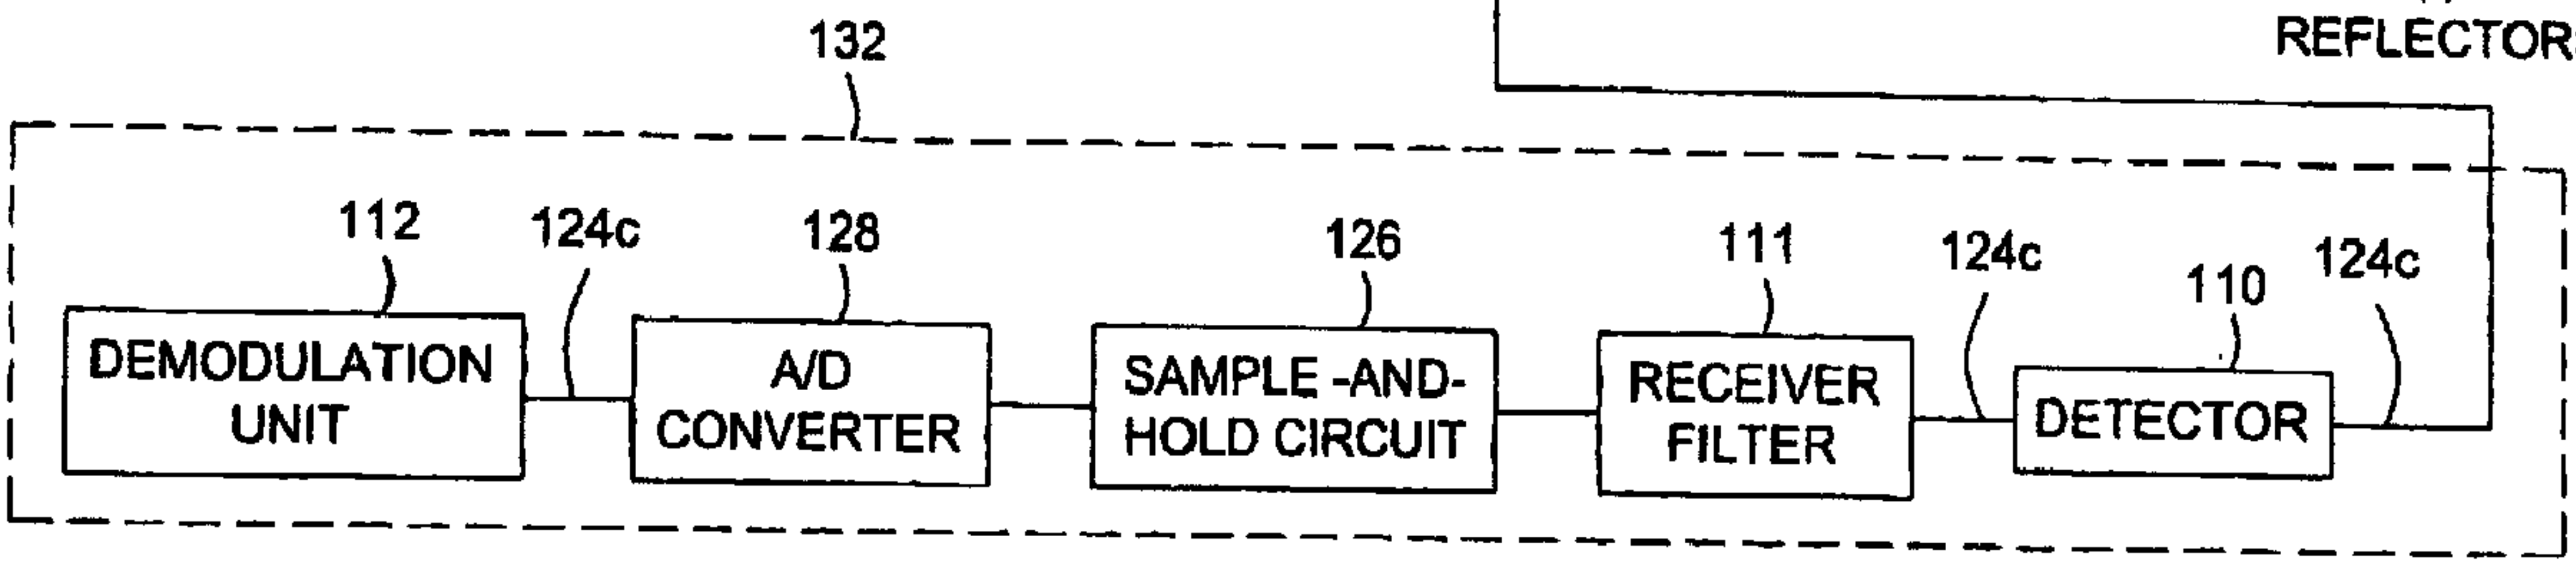 REFLECTOR
132
112
124c
128
126
111
124c
110
124c
DEMODULATION
UNIT
A/D
CONVERTER
SAMPLE -AND-
HOLD CIRCUIT
RECEIVER
FILTER
DETECTOR